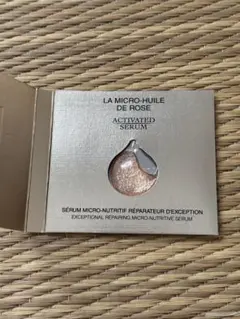 LA MICRO-HUILE
DE ROSE
ACTIVATED
SERUM
SÉRUM MICRO-NUTRITIF RÉPARATEUR D'EXCEPTION
EXCEPTIONAL REPAIRING MICRO-NUTRITIVE SERUM